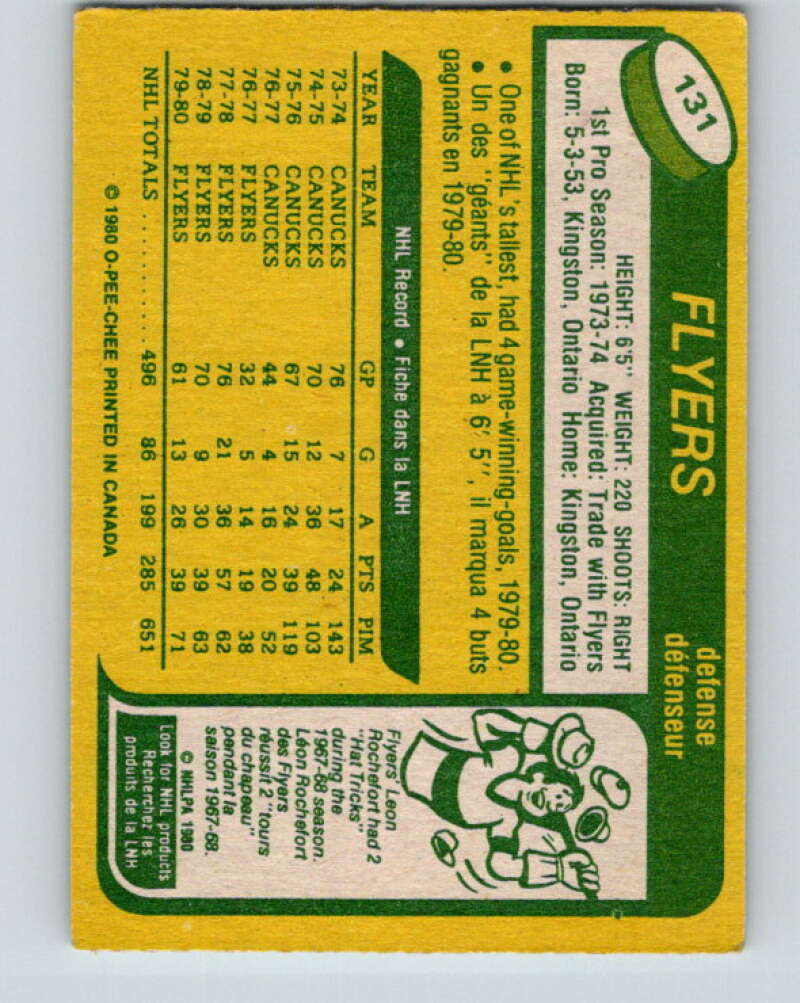 131
FLYERS
defense
défenseur
HEIGHT: 6'5" WEIGHT: 220 SHOOTS: RIGHT
1st Pro Season: 1973-74 Acquired: Trade with Flyers
Born: 5-3-53, Kingston, Ontario Home: Kingston, Ontario
• One of NHL's tallest, had 4 game-winning-goals, 1979-80.
• Un des "géants" de la LNH à 6' 5", il marqua 4 buts
gagnants en 1979-80.
NHL Record • Fiche dans la LNH
YEAR TEAM GP G A PTS PIM
73-74 CANUCKS 76 7 17 24 143
74-75 CANUCKS 70 12 36 48 103
75-76 CANUCKS 67 15 24 39 119
76-77 CANUCKS 44 4 16 20 52
76-77 FLYERS 32 5 14 19 38
77-78 FLYERS 76 21 36 57 62
78-79 FLYERS 70 9 30 39 63
79-80 FLYERS 61 13 26 39 71
NHL TOTALS .......... 496 86 199 285 651
© 1980 O-PEE-CHEE PRINTED IN CANADA
Flyers' Leon
Rochefort had 2
"Hat Tricks"
during the
1967-68 season.
Léon Rochefort
des Flyers
réussit 2 "tours
du chapeau"
pendant la
saison 1967-68.
© NHLPA 1980
Look for NHL products
Recherchez les
produits de la LNH